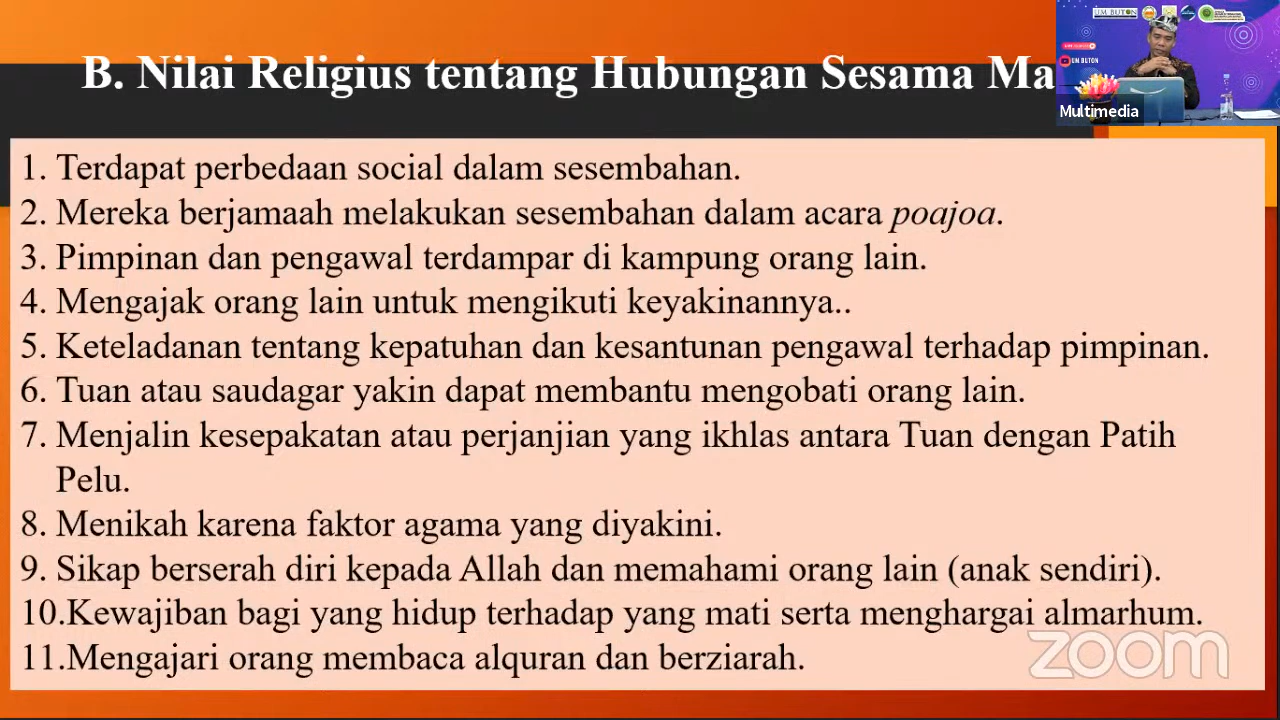 B. Nilai Religius tentang Hubungan Sesama Ma
UM BUTON
UM BUTON
Multimedia
1. Terdapat perbedaan social dalam sesembahan.
2. Mereka berjamaah melakukan sesembahan dalam acara poajoa.
3. Pimpinan dan pengawal terdampar di kampung orang lain.
4. Mengajak orang lain untuk mengikuti keyakinannya..
5. Keteladanan tentang kepatuhan dan kesantunan pengawal terhadap pimpinan.
6. Tuan atau saudagar yakin dapat membantu mengobati orang lain.
7. Menjalin kesepakatan atau perjanjian yang ikhlas antara Tuan dengan Patih
Pelu.
8. Menikah karena faktor agama yang diyakini.
9. Sikap berserah diri kepada Allah dan memahami orang lain (anak sendiri).
10.Kewajiban bagi yang hidup terhadap yang mati serta menghargai almarhum.
11.Mengajari orang membaca alquran dan berziarah.
zoom